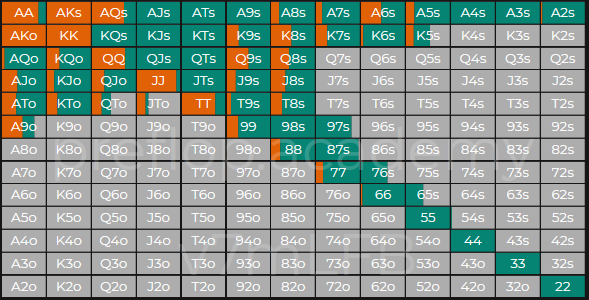 AA AKs AQs AJs ATs A9s A8s A7s A6s A5s A4s A3s A2s
AKo KK KQs KJs KTs K9s K8s K7s K6s K5s K4s K3s K2s
AQo KQo QQ QJs QTs Q9s Q8s Q7s Q6s Q5s Q4s Q3s Q2s
AJo KJo QJo JJ JTs J9s J8s J7s J6s J5s J4s J3s J2s
ATo KTo QTo JTo TT T9s T8s T7s T6s T5s T4s T3s T2s
A9o K9o Q9o J9o T9o 99 98s 97s 96s 95s 94s 93s 92s
A8o K8o Q8o J8o T8o 98o 88 87s 86s 85s 84s 83s 82s
preflop.academy
A7o K7o Q7o J7o T7o 97o 87o 77 76s 75s 74s 73s 72s
A6o K6o Q6o J6o T6o 96o 86o 76o 66 65s 64s 63s 62s
A5o K5o Q5o J5o T5o 95o 85o 75o 65o 55 54s 53s 52s
A4o K4o Q4o J4o T4o 94o 84o 74o 64o 54o 44 43s 42s
A3o K3o Q3o J3o T3o 93o 83o 73o 63o 53o 43o 33 32s
A2o K2o Q2o J2o T2o 92o 82o 72o 62o 52o 42o 32o 22